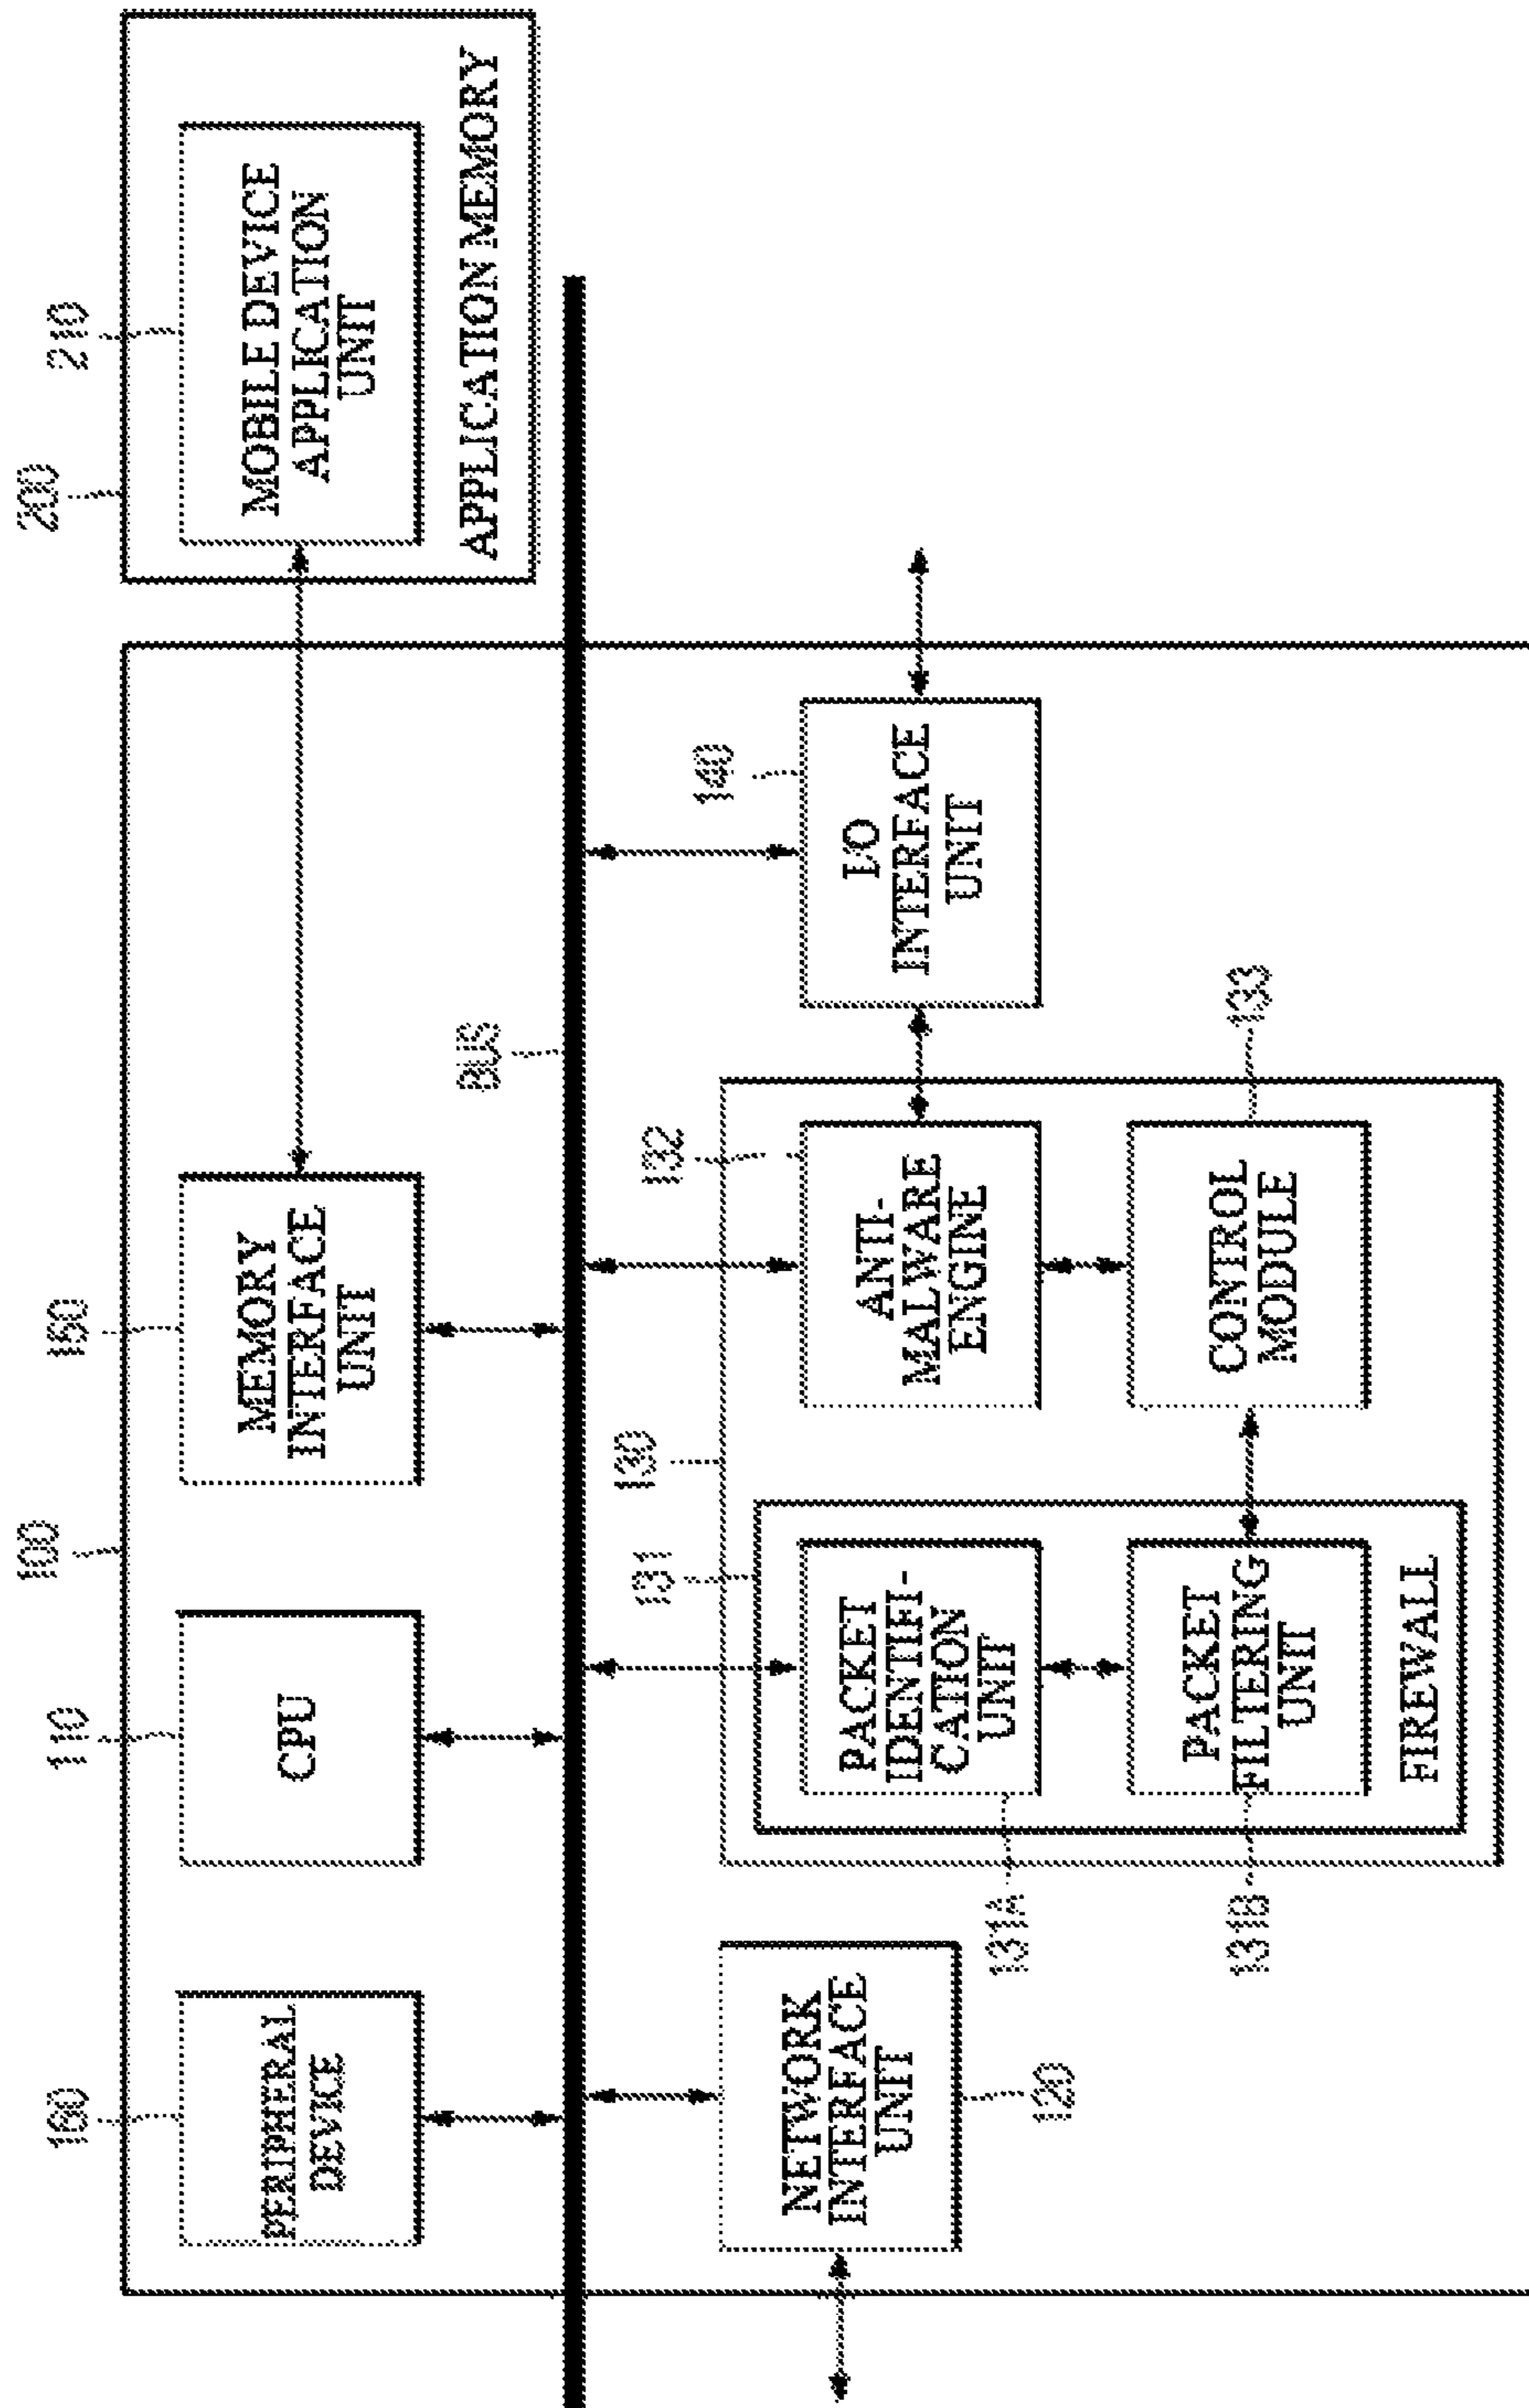 100
200
160
110
150
210
PERIPHERAL
DEVICE
CPU
MEMORY
INTERFACE
UNIT
MOBILE DEVICE
APPLICATION
UNIT
APPLICATION MEMORY
BUS
130
131
132
140
NETWORK
INTERFACE
UNIT
120
PACKET
IDENTIFI-
CATION
UNIT
131A
ANTI-
MALWARE
ENGINE
I/O
INTERFACE
UNIT
PACKET
FILTERING
UNIT
131B
CONTROL
MODULE
133
FIREWALL